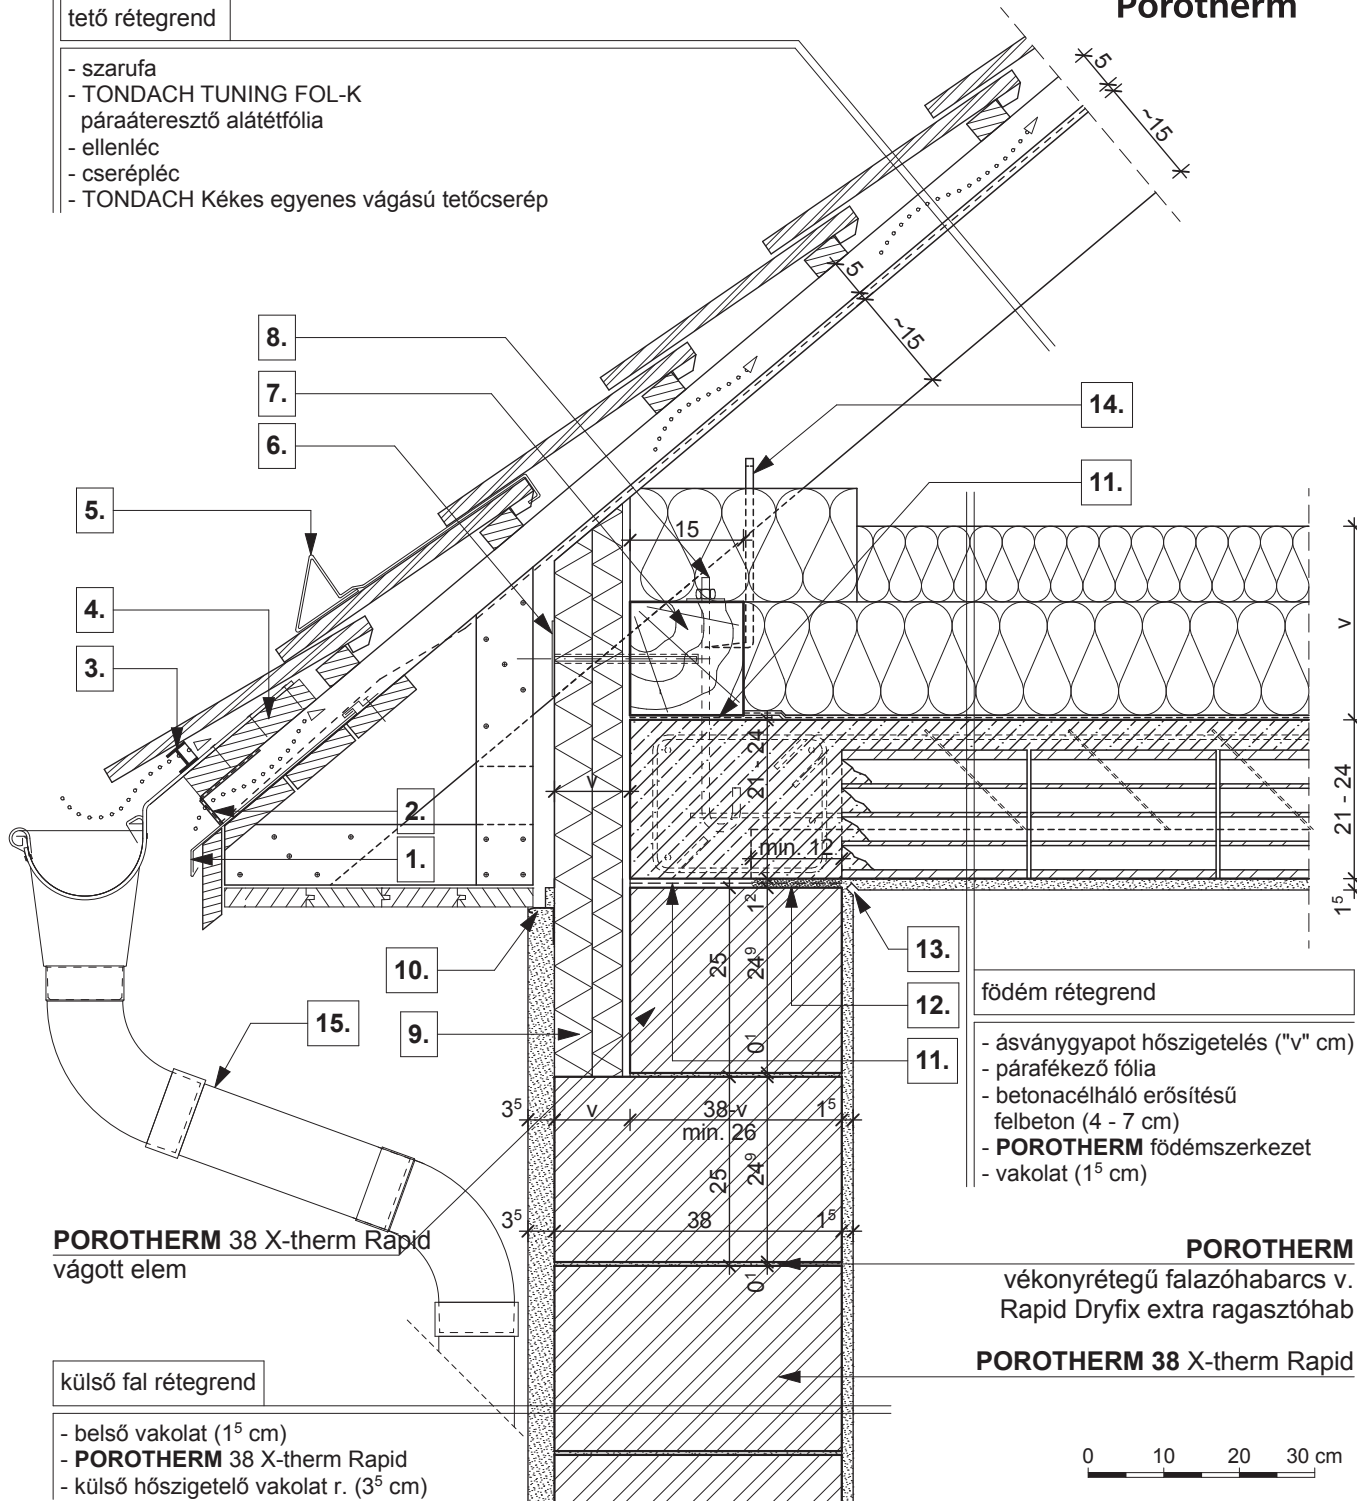 Porotherm
tető rétegrend
- szarufa
- TONDACH TUNING FOL-K
páraáteresztő alátétfólia
- ellenléc
- cserépléc
- TONDACH Kékes egyenes vágású tetőcserép
5
~15
5
~15
8.
7.
6.
14.
11.
5.
4.
3.
15
v
21 - 24
v
21 - 24
2.
1.
min. 12
1⁵
1²
10.
9.
15.
25
24⁹
0¹
13.
12.
11.
födém rétegrend
- ásványgyapot hőszigetelés ("v" cm)
- párafékező fólia
- betonacélháló erősítésű
felbeton (4 - 7 cm)
- POROTHERM födémszerkezet
- vakolat (1⁵ cm)
3⁵
v
38-v
min. 26
1⁵
25
24⁹
3⁵
38
1⁵
0¹
POROTHERM 38 X-therm Rapid
vágott elem
POROTHERM
vékonyrétegű falazóhabarcs v.
Rapid Dryfix extra ragasztóhab
POROTHERM 38 X-therm Rapid
külső fal rétegrend
- belső vakolat (1⁵ cm)
- POROTHERM 38 X-therm Rapid
- külső hőszigetelő vakolat r. (3⁵ cm)
0 10 20 30 cm